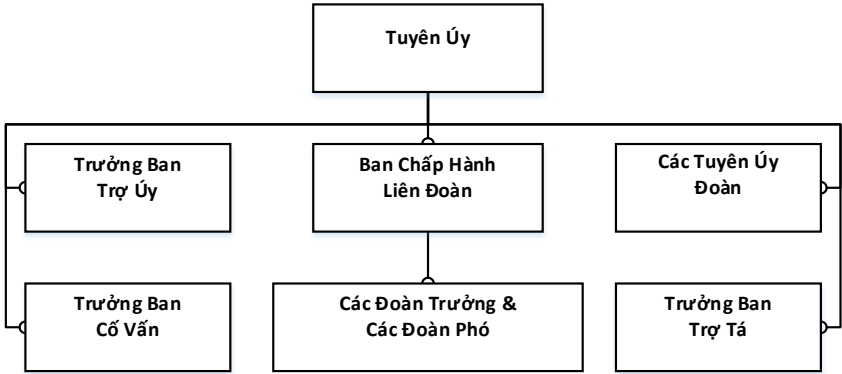 Tuyên Úy
Trưởng Ban
Trợ Úy
Ban Chấp Hành
Liên Đoàn
Các Tuyên Úy
Đoàn
Trưởng Ban
Cố Vấn
Các Đoàn Trưởng &
Các Đoàn Phó
Trưởng Ban
Trợ Tá